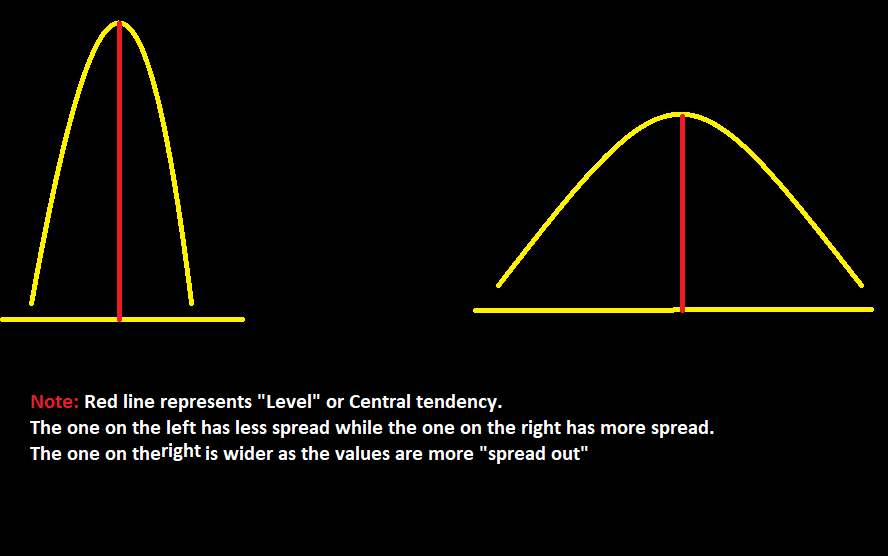 Note: Red line represents "Level" or Central tendency.
The one on the left has less spread while the one on the right has more spread.
The one on theright is wider as the values are more "spread out"